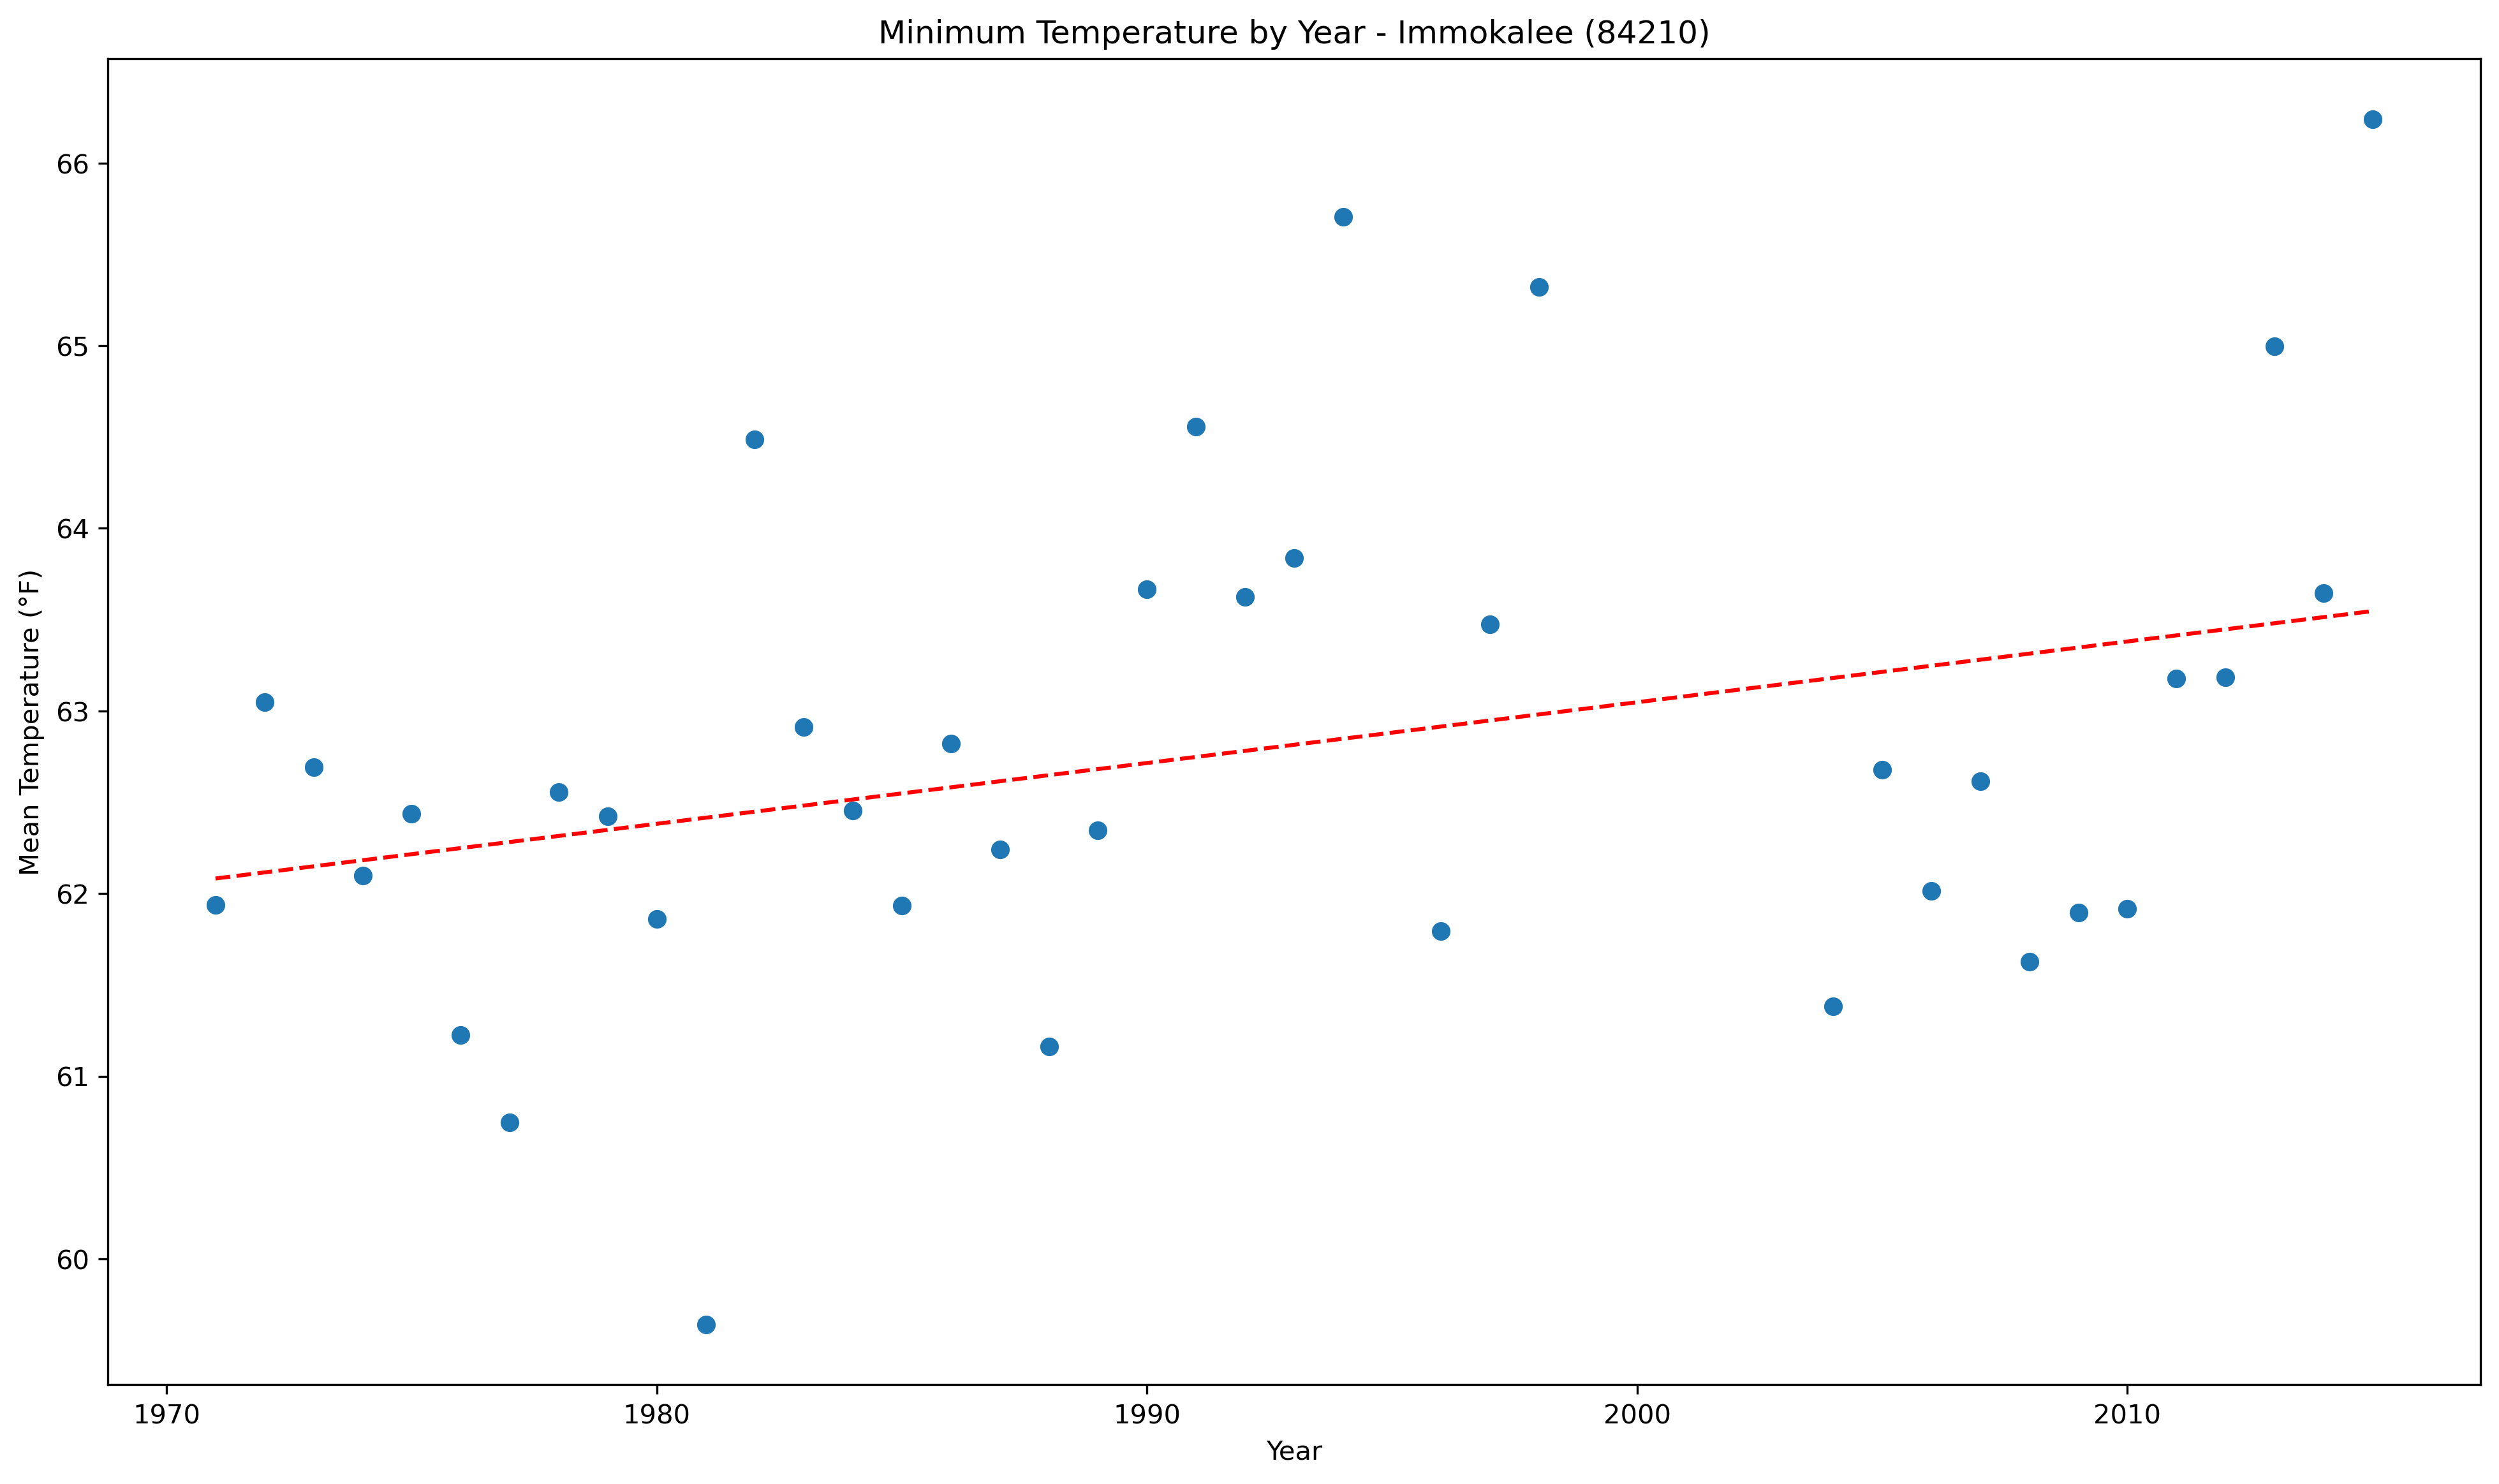 Minimum Temperature by Year - Immokalee (84210)
Mean Temperature (°F)
66
65
64
63
62
61
60
1970 1980 1990 2000 2010
Year